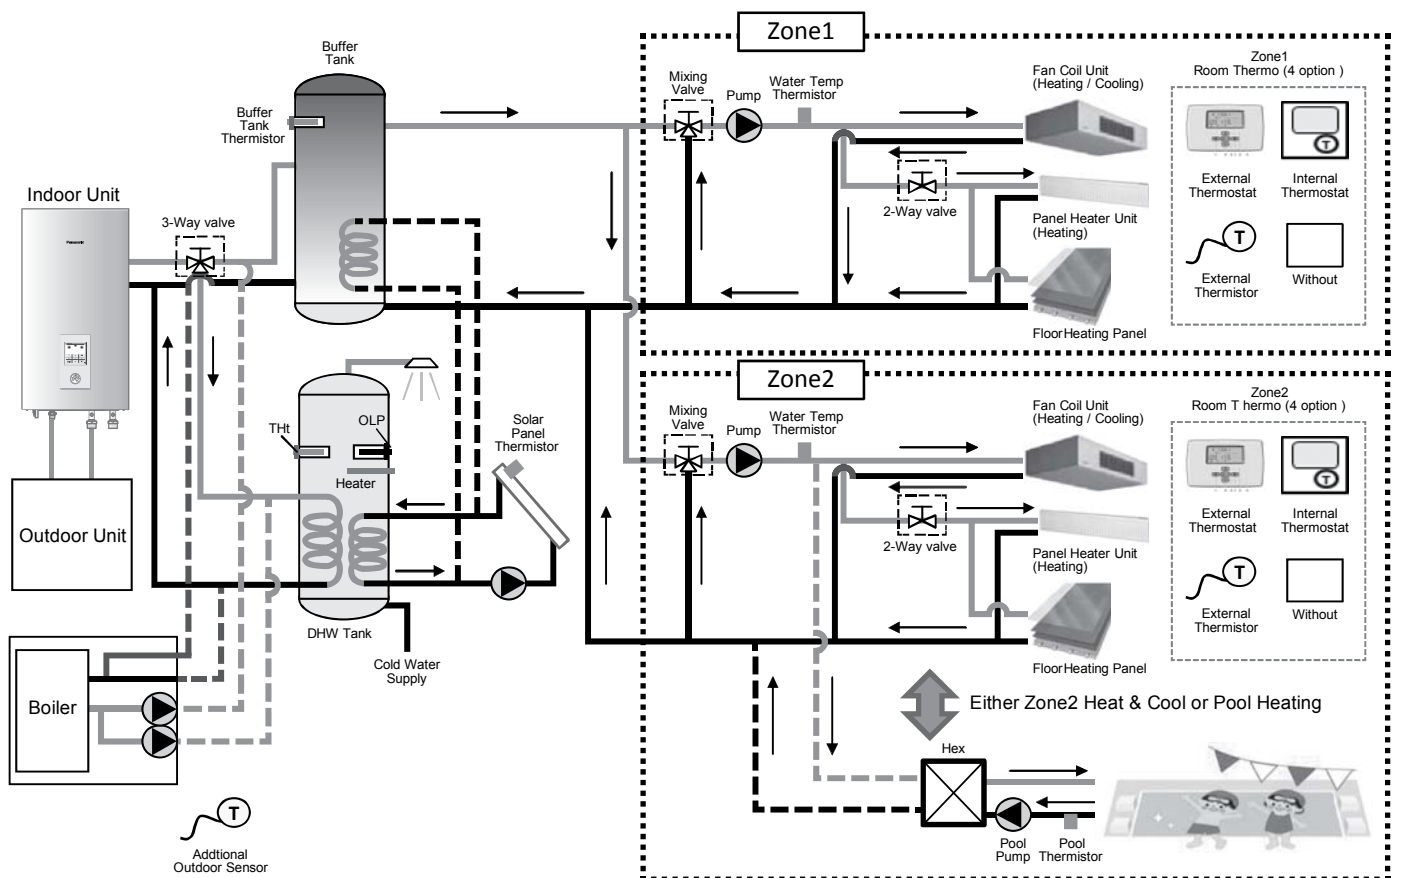 Zone1
Buffer
Tank
Buffer
Tank
Thermistor
Indoor Unit
Panasonic
3-Way valve
Mixing
Valve
Pump
Water Temp
Thermistor
Fan Coil Unit
(Heating / Cooling)
2-Way valve
Panel Heater Unit
(Heating)
FloorHeating Panel
Zone1
Room Thermo (4 option )
External
Thermostat
Internal
Thermostat
T
T
External
Thermistor
Without
Zone2
THt
OLP
Heater
Solar
Panel
Thermistor
Outdoor Unit
DHW Tank
Cold Water
Supply
Boiler
T
Addtional
Outdoor Sensor
Mixing
Valve
Pump
Water Temp
Thermistor
Fan Coil Unit
(Heating / Cooling)
2-Way valve
Panel Heater Unit
(Heating)
FloorHeating Panel
Zone2
Room T hermo (4 option )
External
Thermostat
Internal
Thermostat
T
T
External
Thermistor
Without
Either Zone2 Heat & Cool or Pool Heating
Hex
Pool
Pump
Pool
Thermistor